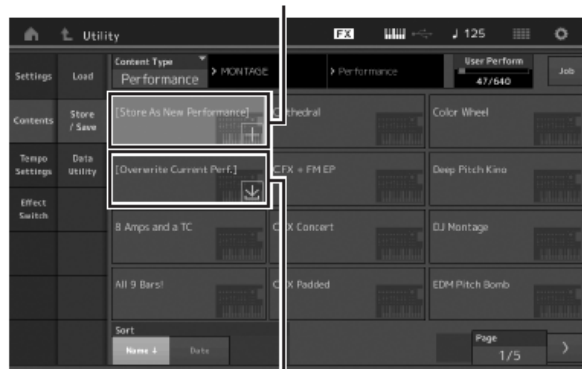 Utility
FX
125
Settings
Load
Content Type
Performance
MONTAGE
Performance
User Perform
47/640
Job
Contents
Store / Save
[Store As New Performance]
Cathedral
Color Wheel
Tempo Settings
Data Utility
[Overwrite Current Perf.]
CFX + FM EP
Deep Pitch Kino
Effect Switch
8 Amps and a TC
CFX Concert
DJ Montage
All 9 Bars!
CFX Padded
EDM Pitch Bomb
Sort
Name
Date
Page
1/5